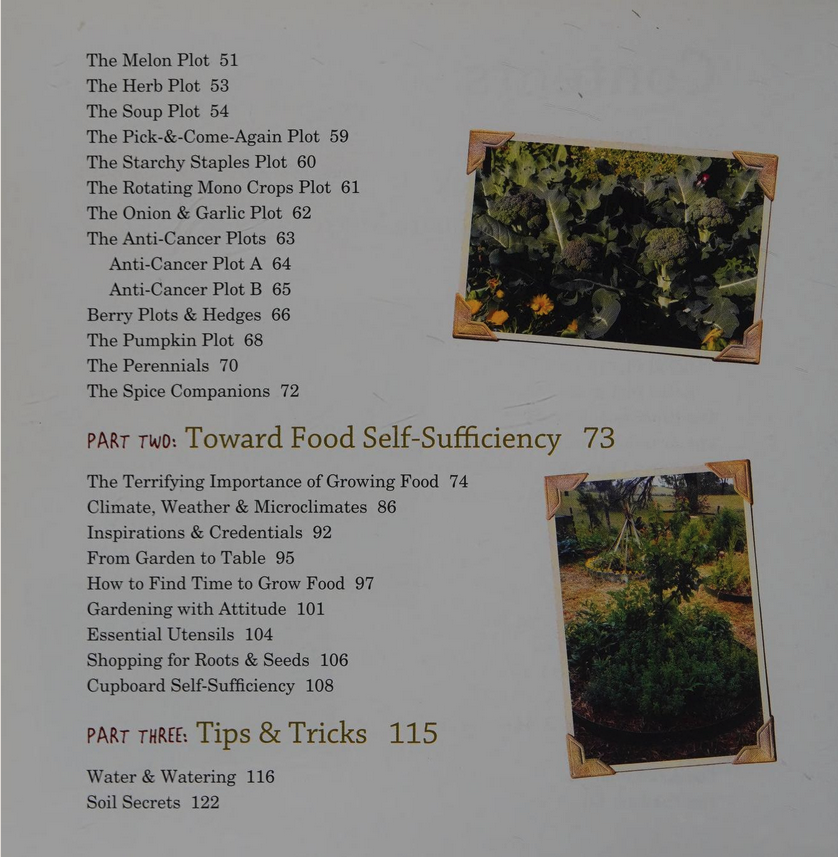 The Melon Plot 51
The Herb Plot 53
The Soup Plot 54
The Pick-&-Come-Again Plot 59
The Starchy Staples Plot 60
The Rotating Mono Crops Plot 61
The Onion & Garlic Plot 62
The Anti-Cancer Plots 63
Anti-Cancer Plot A 64
Anti-Cancer Plot B 65
Berry Plots & Hedges 66
The Pumpkin Plot 68
The Perennials 70
The Spice Companions 72
PART TWO: Toward Food Self-Sufficiency 73
The Terrifying Importance of Growing Food 74
Climate, Weather & Microclimates 86
Inspirations & Credentials 92
From Garden to Table 95
How to Find Time to Grow Food 97
Gardening with Attitude 101
Essential Utensils 104
Shopping for Roots & Seeds 106
Cupboard Self-Sufficiency 108
PART THREE: Tips & Tricks 115
Water & Watering 116
Soil Secrets 122